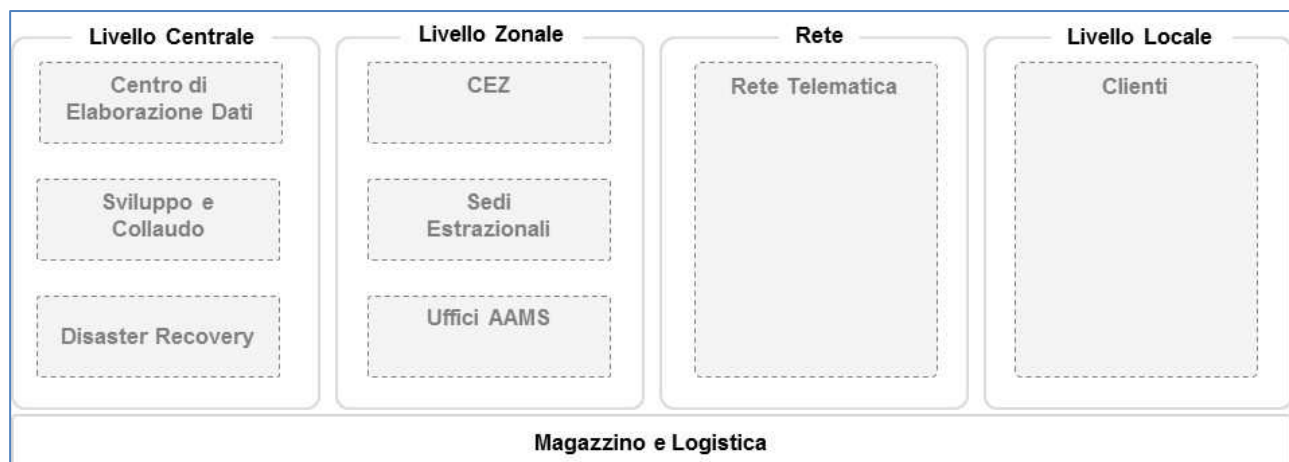 Livello Centrale
Centro di
Elaborazione Dati
Sviluppo e
Collaudo
Disaster Recovery
Livello Zonale
CEZ
Sedi
Estrazionali
Uffici AAMS
Rete
Rete Telematica
Livello Locale
Clienti
Magazzino e Logistica